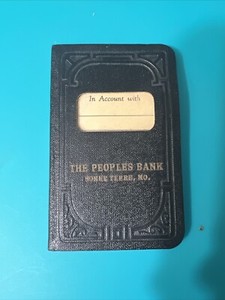 In Account with
THE PEOPLES BANK
BONNE TERRE, MO.